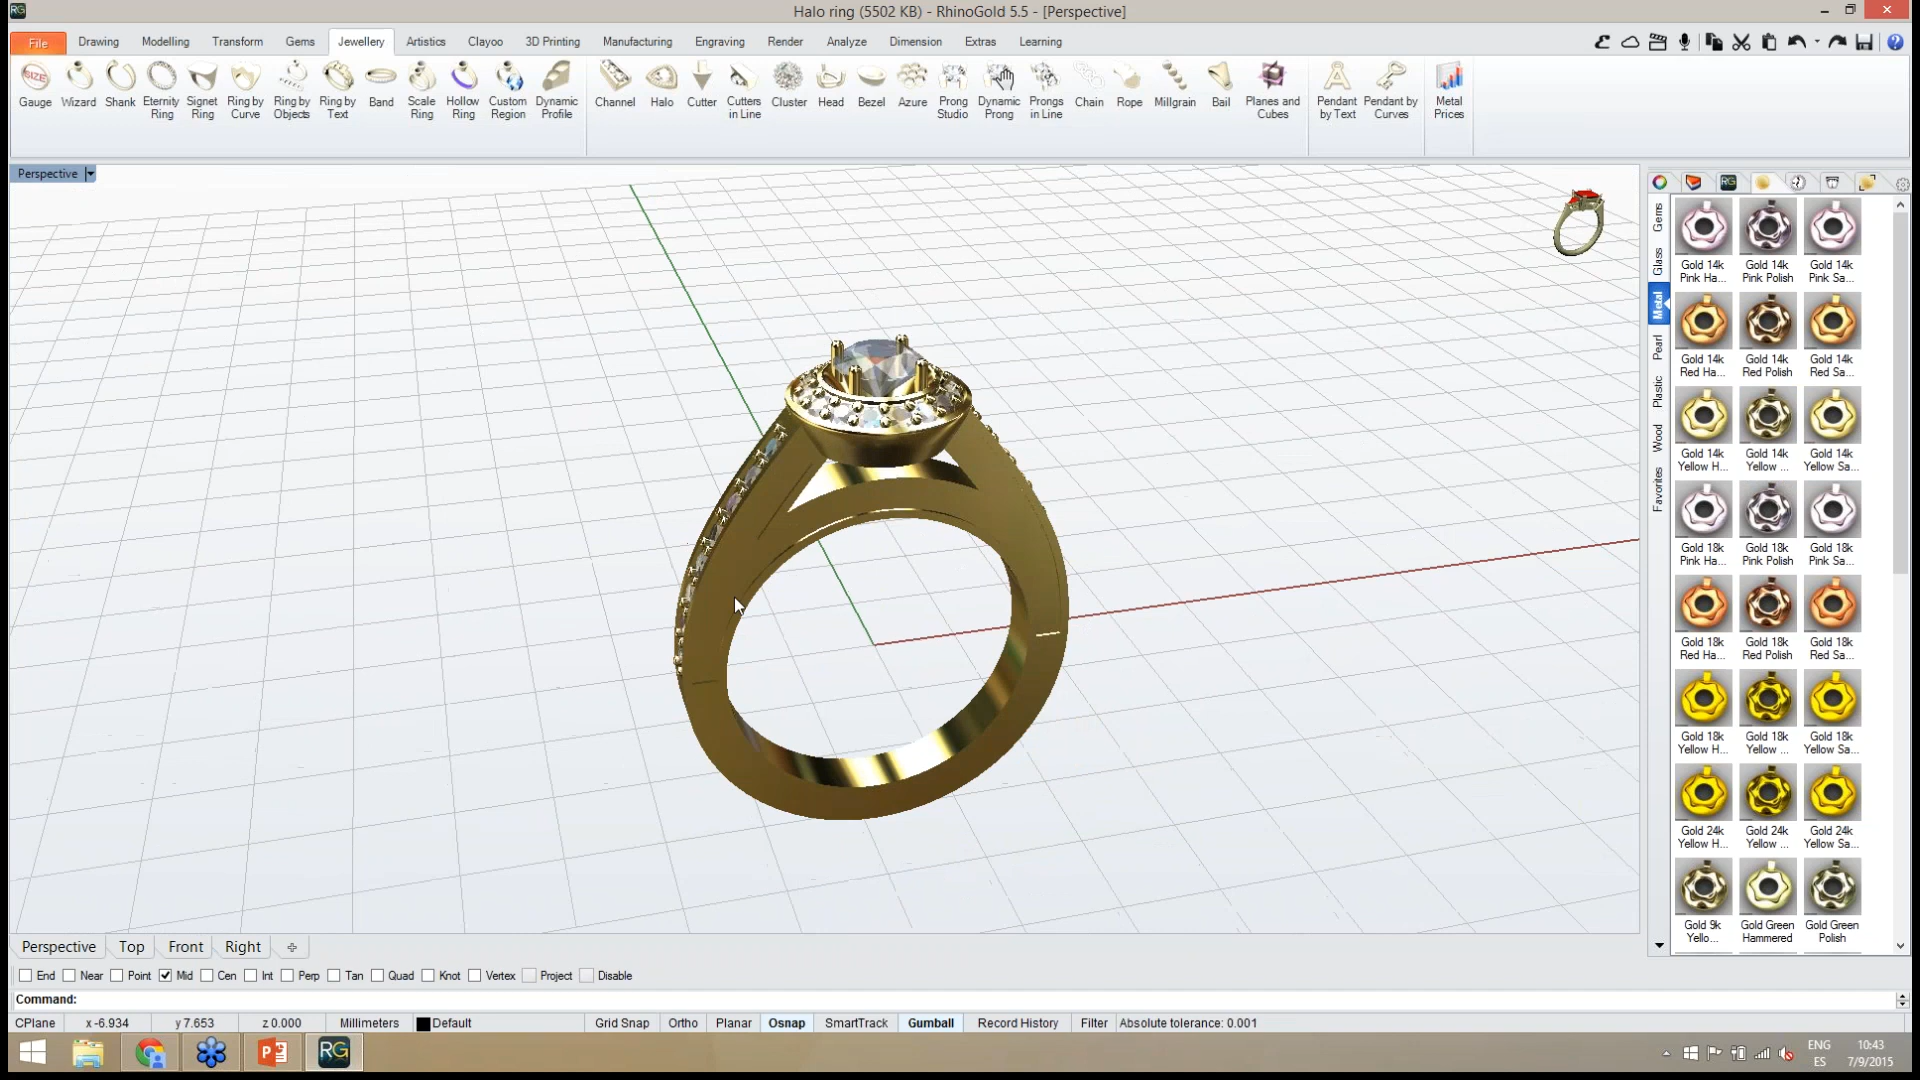 Halo ring (5502 KB) - RhinoGold 5.5 - [Perspective]
File Drawing Modelling Transform Gems Jewellery Artistics Clayoo 3D Printing Manufacturing Engraving Render Analyze Dimension Extras Learning
SIZE
Gauge Wizard Shank Eternity Ring Signet Ring Ring by Curve Ring by Objects Ring by Text Band Scale Ring Hollow Ring Custom Region Dynamic Profile Channel Halo Cutter Cutters in Line Cluster Head Bezel Azure Prong Studio Dynamic Prong Prongs in Line Chain Rope Millgrain Bail Planes and Cubes Pendant by Text Pendant by Curves Metal Prices
Perspective
RG
Gems
Glass
Metal
Pearl
Plastic
Wood
Favorites
Gold 14k Pink Ha... Gold 14k Pink Polish Gold 14k Pink Sa...
Gold 14k Red Ha... Gold 14k Red Polish Gold 14k Red Sa...
Gold 14k Yellow H... Gold 14k Yellow ... Gold 14k Yellow Sa...
Gold 18k Pink Ha... Gold 18k Pink Polish Gold 18k Pink Sa...
Gold 18k Red Ha... Gold 18k Red Polish Gold 18k Red Sa...
Gold 18k Yellow H... Gold 18k Yellow ... Gold 18k Yellow Sa...
Gold 24k Yellow H... Gold 24k Yellow ... Gold 24k Yellow Sa...
Gold 9k Yello... Gold Green Hammered Gold Green Polish
Perspective Top Front Right
End Near Point Mid Cen Int Perp Tan Quad Knot Vertex Project Disable
Command:
CPlane x -6.934 y 7.653 z 0.000 Millimeters Default Grid Snap Ortho Planar Osnap SmartTrack Gumball Record History Filter Absolute tolerance: 0.001
RG
ENG 10:43
ES 7/9/2015